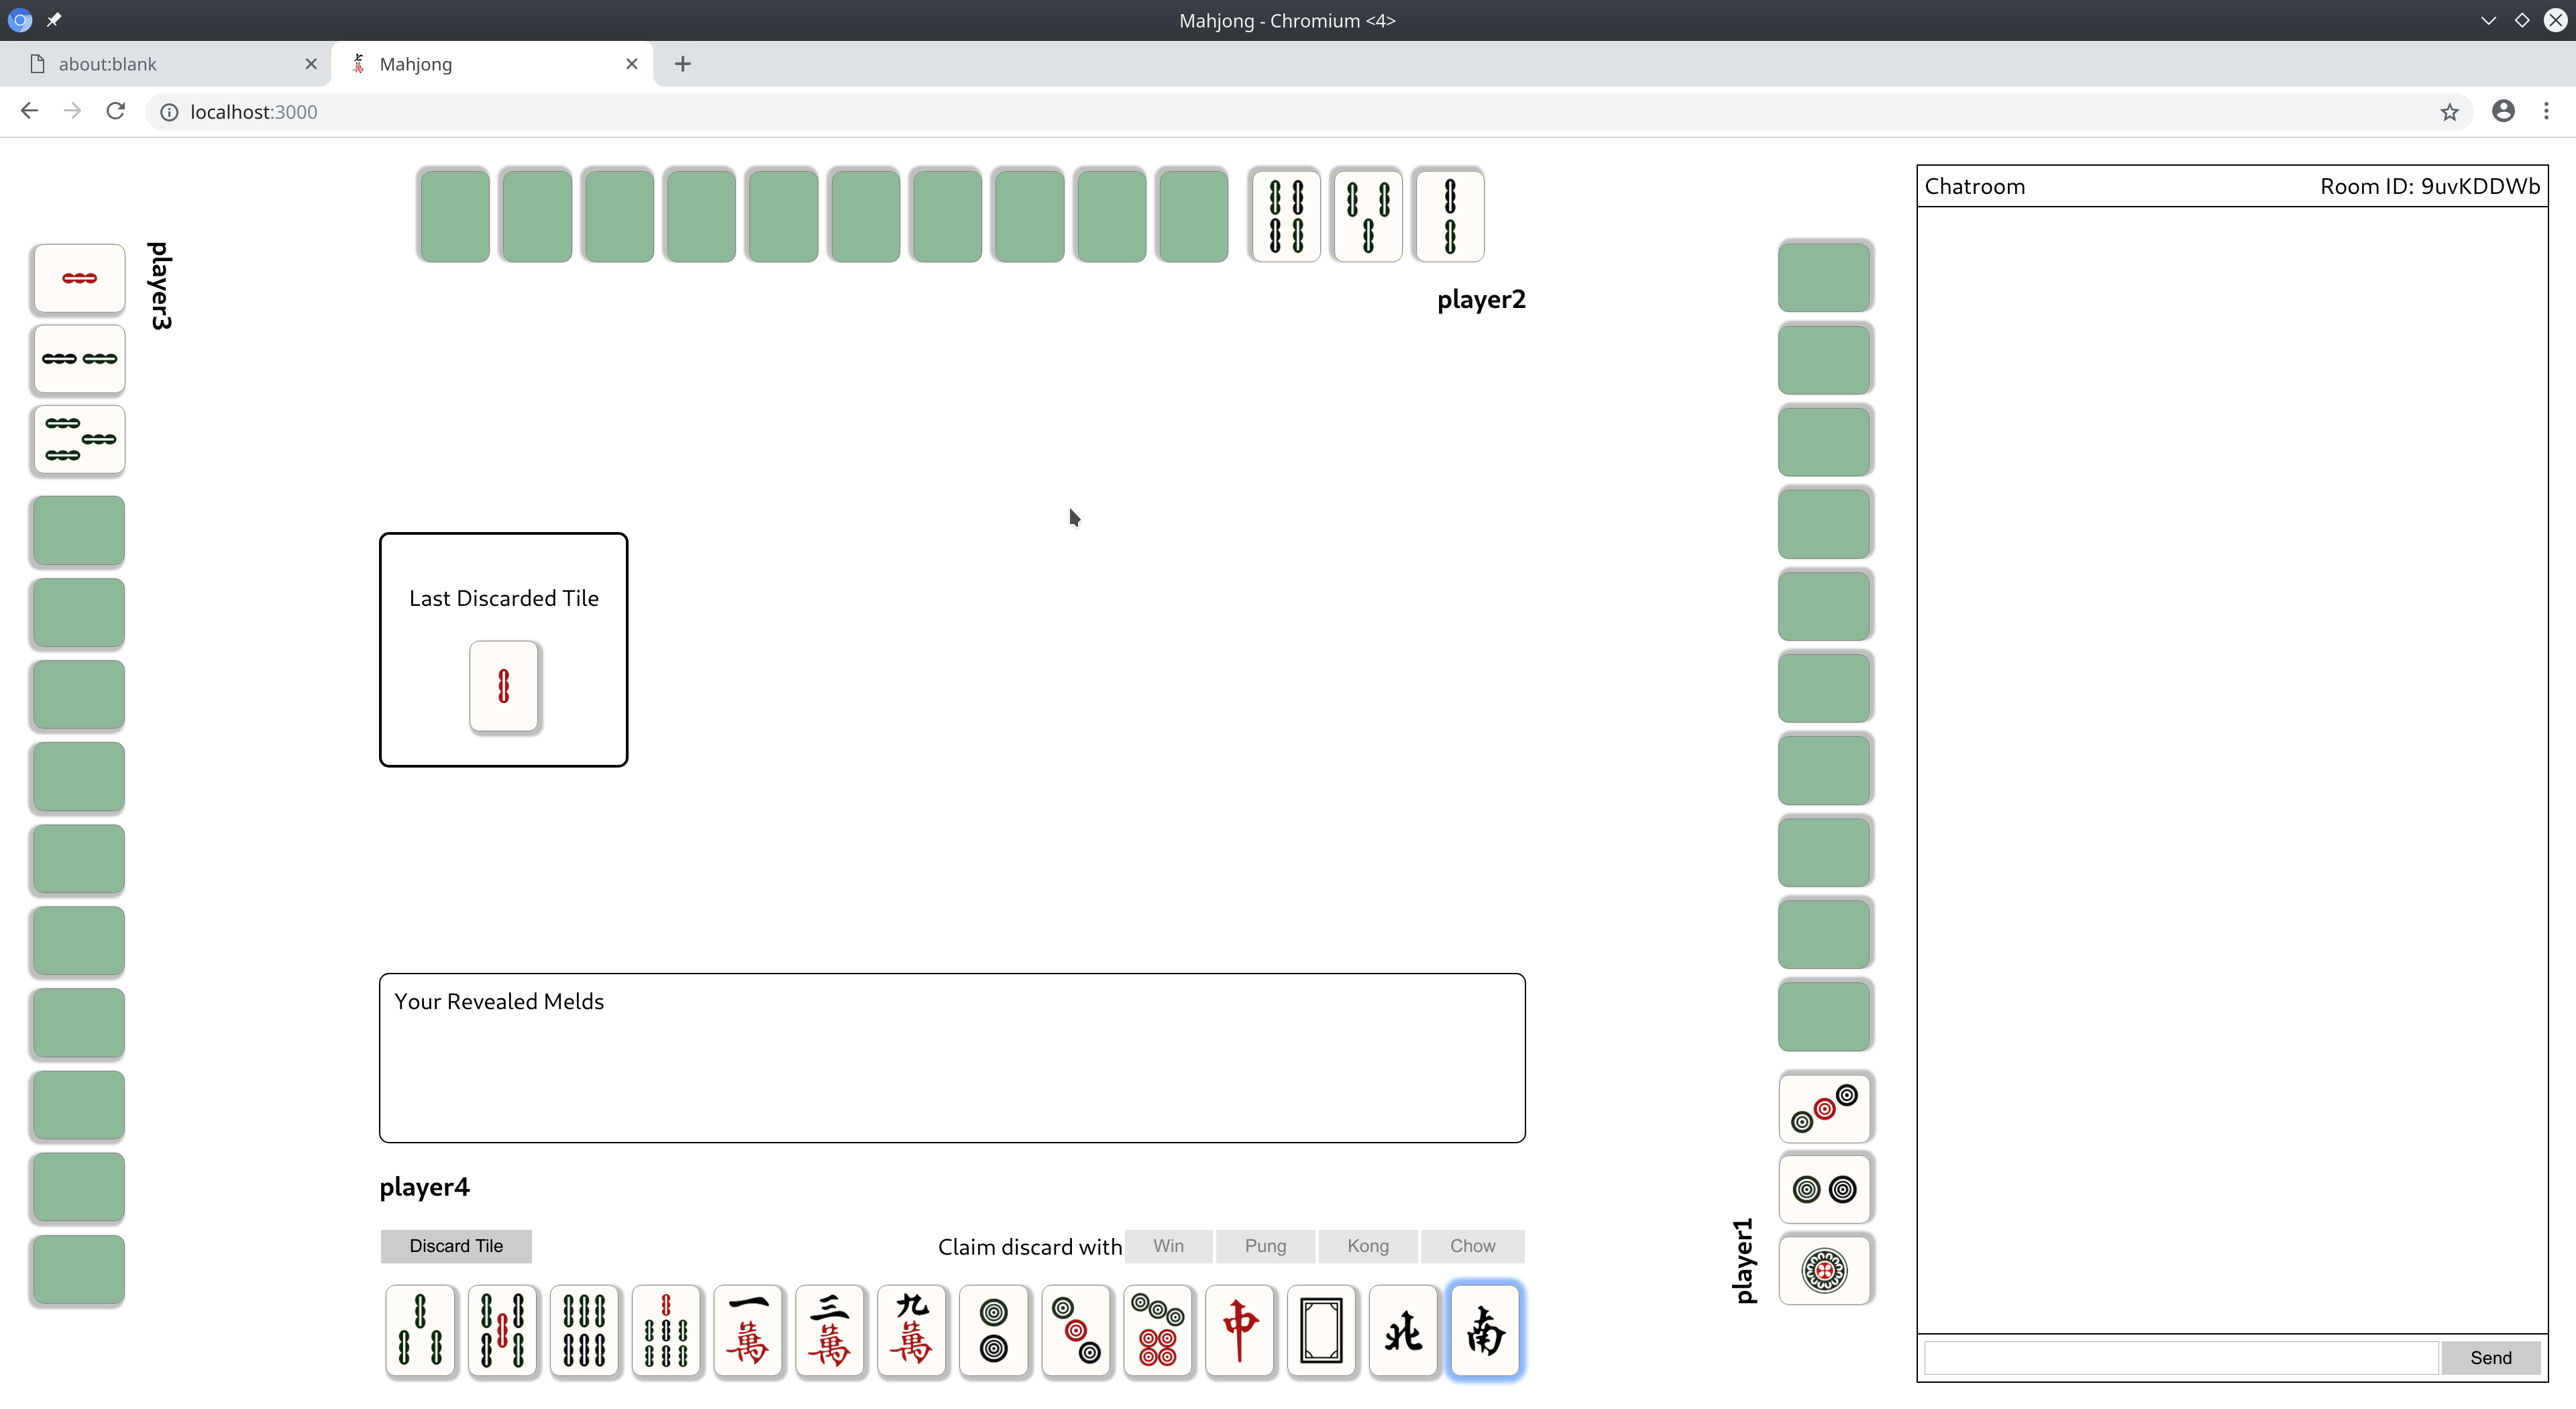 Mahjong - Chromium <4>
about:blank
Mahjong
localhost:3000
Chatroom
Room ID: 9uvKDDWb
player3
player2
Last Discarded Tile
Your Revealed Melds
player4
player1
Discard Tile
Claim discard with
Win
Pung
Kong
Chow
一萬
三萬
九萬
中
北
南
Send